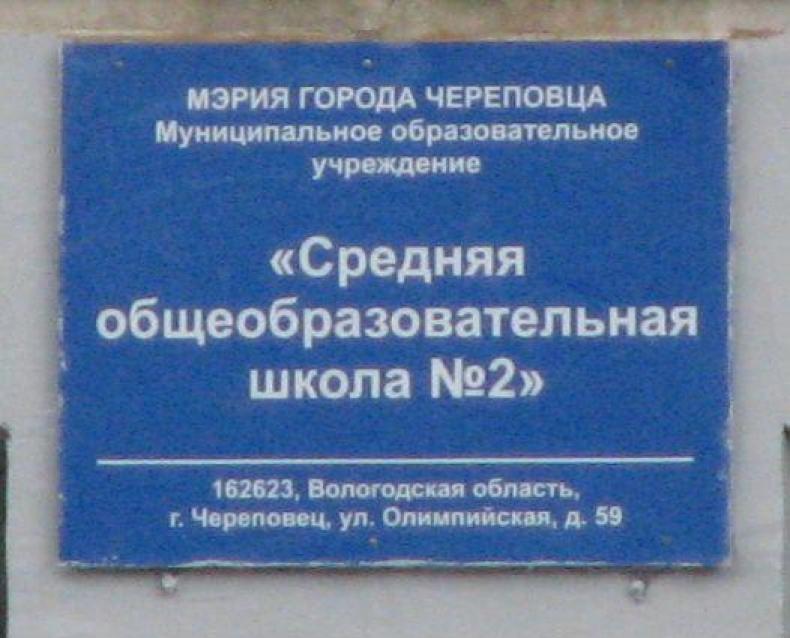 МЭРИЯ ГОРОДА ЧЕРЕПОВЦА
Муниципальное образовательное
учреждение
«Средняя
общеобразовательная
школа №2»
162623, Вологодская область,
г. Череповец, ул. Олимпийская, д. 59